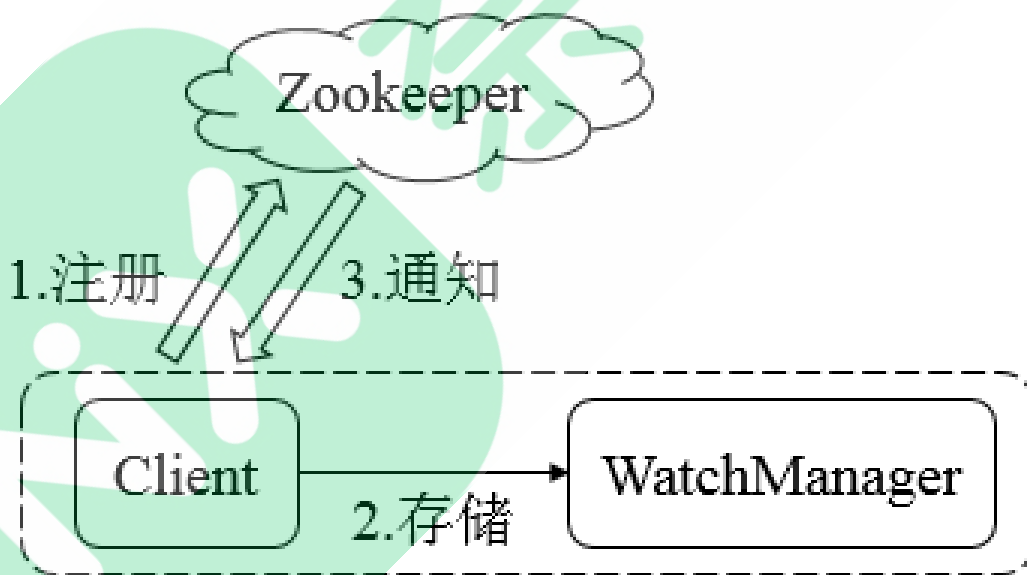 Zookeeper
1.注册
3.通知
Client
2.存储
WatchManager